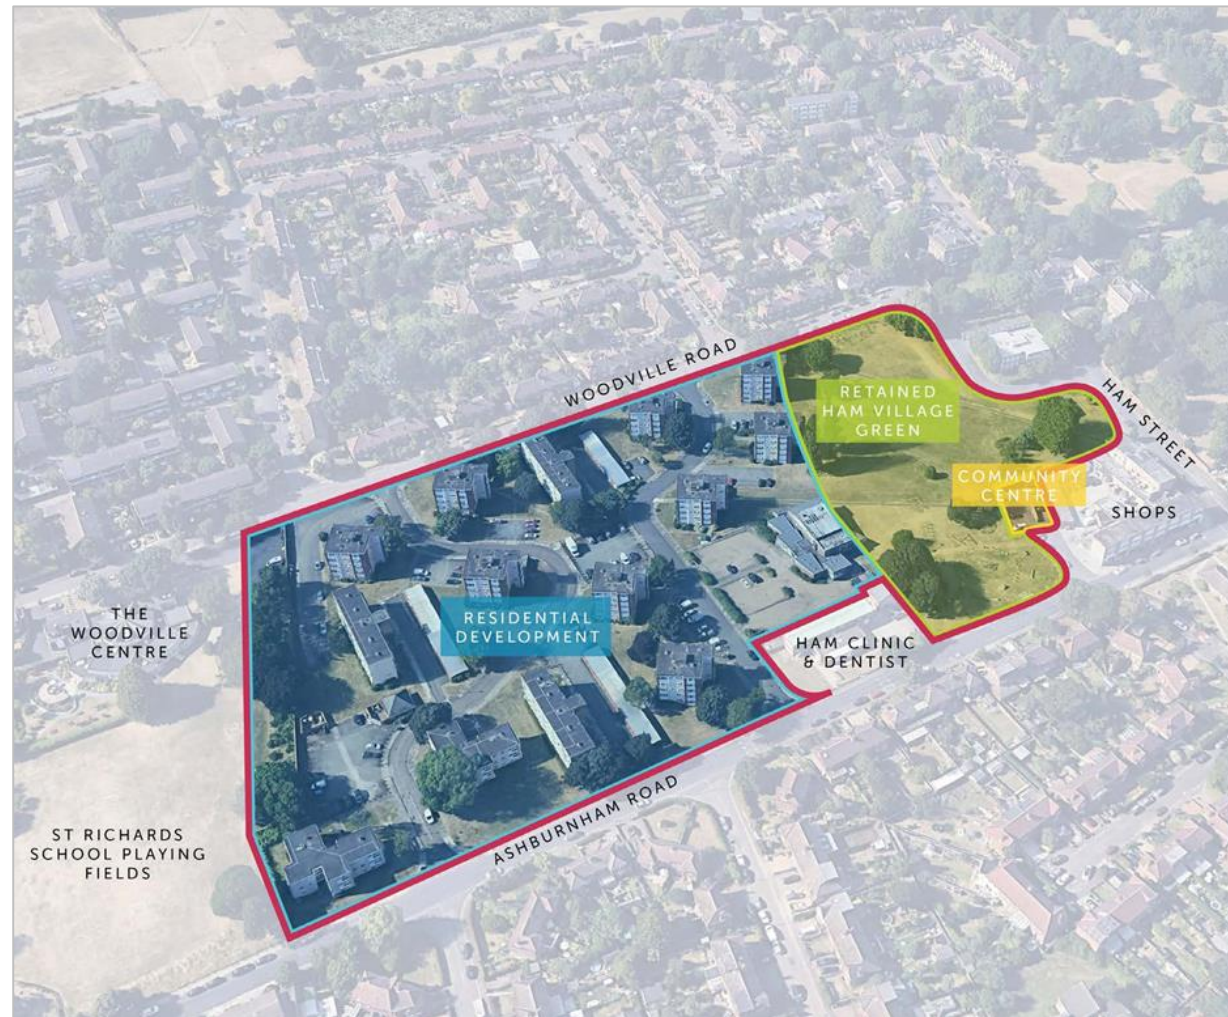 WOODVILLE ROAD
RETAINED
HAM VILLAGE
GREEN
HAM STREET
COMMUNITY
CENTRE
SHOPS
THE
WOODVILLE
CENTRE
RESIDENTIAL
DEVELOPMENT
HAM CLINIC
& DENTIST
ASHBURNHAM ROAD
ST RICHARDS
SCHOOL PLAYING
FIELDS